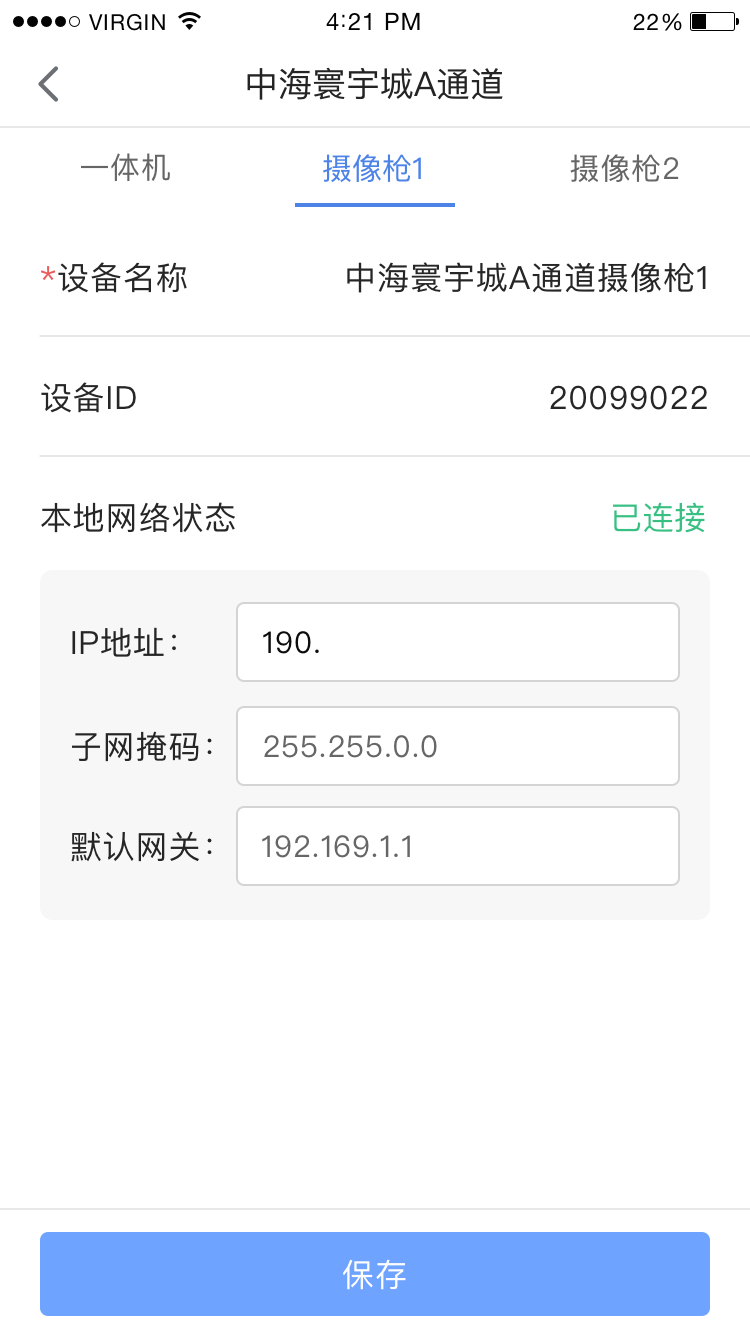 VIRGIN 4:21 PM 22%
中海寰宇城A通道
一体机 摄像枪1 摄像枪2
*设备名称 中海寰宇城A通道摄像枪1
设备ID 20099022
本地网络状态 已连接
IP地址： 190.
子网掩码： 255.255.0.0
默认网关： 192.169.1.1
保存